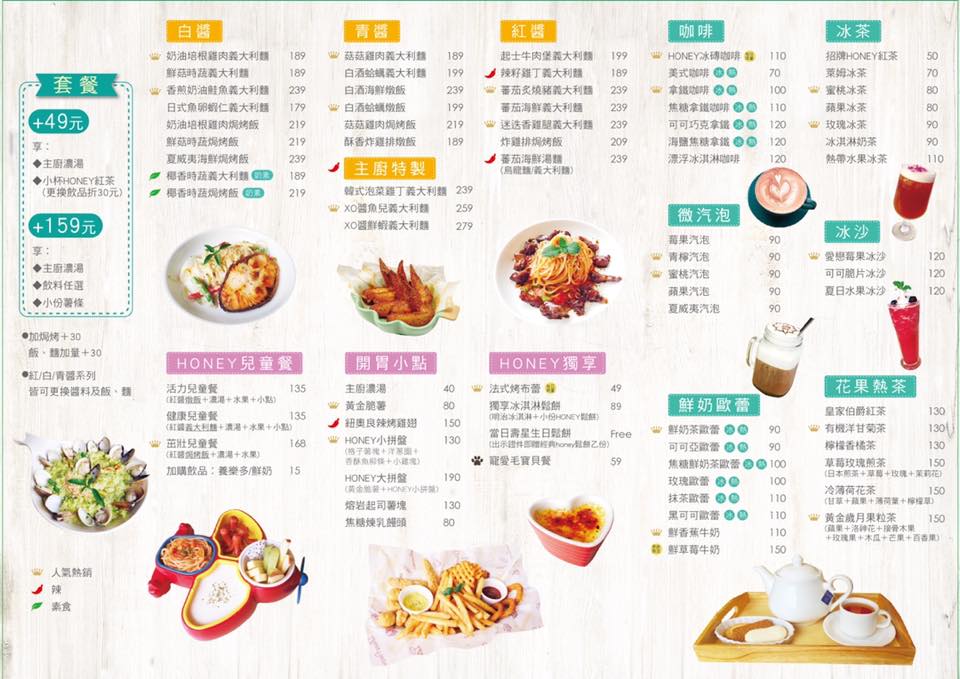 套餐
+49元
享：
◆主廚濃湯
◆小杯HONEY紅茶
（更換飲品折30元）
+159元
享：
◆主廚濃湯
◆飲料任選
◆小份薯條
●加焗烤＋30
飯、麵加量＋30
●紅/白/青醬系列
皆可更換醬料及飯、麵
人氣熱銷
辣
素食
白醬
奶油培根雞肉義大利麵 189
鮮菇時蔬義大利麵 189
香煎奶油鮭魚義大利麵 239
日式魚卵蝦仁義大利麵 179
奶油培根雞肉焗烤飯 219
鮮菇時蔬焗烤飯 219
夏威夷海鮮焗烤飯 239
椰香時蔬義大利麵 奶素 189
椰香時蔬焗烤飯 奶素 219
青醬
菇菇雞肉義大利麵 189
白酒蛤蠣義大利麵 199
白酒海鮮燉飯 239
白酒蛤蠣燉飯 199
菇菇雞肉焗烤飯 219
酥香炸雞排燉飯 189
主廚特製
韓式泡菜雞丁義大利麵 239
XO醬魚兒義大利麵 259
XO醬鮮蝦義大利麵 279
紅醬
起士牛肉堡義大利麵 199
辣籽雞丁義大利麵 189
蕃茄炙燒豬義大利麵 239
蕃茄海鮮義大利麵 239
迷迭香雞腿義大利麵 239
炸雞排焗烤飯 209
蕃茄海鮮湯麵 239
（烏龍麵/義大利麵）
HONEY兒童餐
活力兒童餐 135
（紅醬燉飯＋濃湯＋水果＋小點）
健康兒童餐 135
（紅醬義大利麵＋濃湯＋水果＋小點）
茁壯兒童餐 168
（紅醬焗烤飯＋濃湯＋水果）
加購飲品：養樂多/鮮奶 15
開胃小點
主廚濃湯 40
黃金脆薯 80
紐奧良辣烤雞翅 150
HONEY小拼盤 130
（格子薯塊＋洋蔥圈＋
香酥魚柳條＋小雞塊）
HONEY大拼盤 190
（黃金脆薯＋HONEY小拼盤）
熔岩起司薯塊 130
焦糖煉乳饅頭 80
HONEY獨享
法式烤布蕾 49
獨享冰淇淋鬆餅 89
（明治冰淇淋＋小份HONEY鬆餅）
當日壽星生日鬆餅 Free
（出示證件即贈經典honey鬆餅乙份）
寵愛毛寶貝餐 59
咖啡
HONEY冰磚咖啡 110
美式咖啡 冰 熱 70
拿鐵咖啡 冰 熱 100
焦糖拿鐵咖啡 冰 熱 110
可可巧克拿鐵 冰 熱 110
海鹽焦糖拿鐵 冰 熱 110
漂浮冰淇淋咖啡 110
微汽泡
莓果汽泡 90
青檸汽泡 90
蜜桃汽泡 90
蘋果汽泡 90
夏威夷汽泡 90
鮮奶歐蕾
鮮奶茶歐蕾 冰 熱 90
可可亞歐蕾 冰 熱 90
焦糖鮮奶茶歐蕾 冰 熱 100
玫瑰歐蕾 冰 熱 100
抹茶歐蕾 冰 熱 110
黑可可歐蕾 冰 熱 110
鮮香蕉牛奶 110
鮮草莓牛奶 150
冰茶
招牌HONEY紅茶 50
萊姆冰茶 70
蜜桃冰茶 80
蘋果冰茶 80
玫瑰冰茶 90
冰淇淋奶茶 90
熱帶水果冰茶 110
冰沙
愛戀莓果冰沙 120
可可脆片冰沙 120
夏日水果冰沙 120
花果熱茶
皇家伯爵紅茶 130
有機洋甘菊茶 130
檸檬香橘茶 130
草莓玫瑰煎茶 150
（日本煎茶＋草莓＋玫瑰＋茉莉花）
冷薄荷花茶 150
（甘草＋蘋果＋薄荷葉＋檸檬草）
黃金歲月果粒茶 150
（蘋果＋洛神花＋接骨木果
＋玫瑰果＋木瓜＋芒果＋百香果）